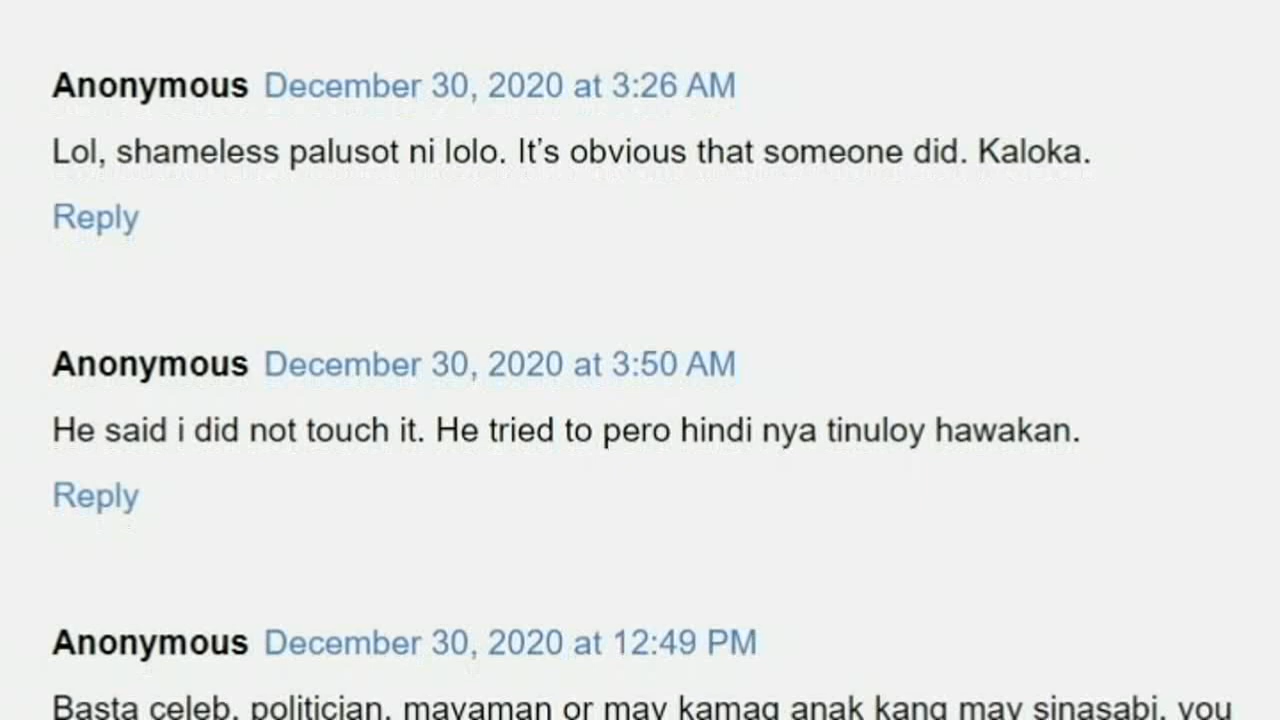 Anonymous December 30, 2020 at 3:26 AM
Lol, shameless palusot ni lolo. It’s obvious that someone did. Kaloka.
Reply
Anonymous December 30, 2020 at 3:50 AM
He said i did not touch it. He tried to pero hindi nya tinuloy hawakan.
Reply
Anonymous December 30, 2020 at 12:49 PM
Basta celeb, politician, mayaman or may kamag anak kang may sinasabi, you